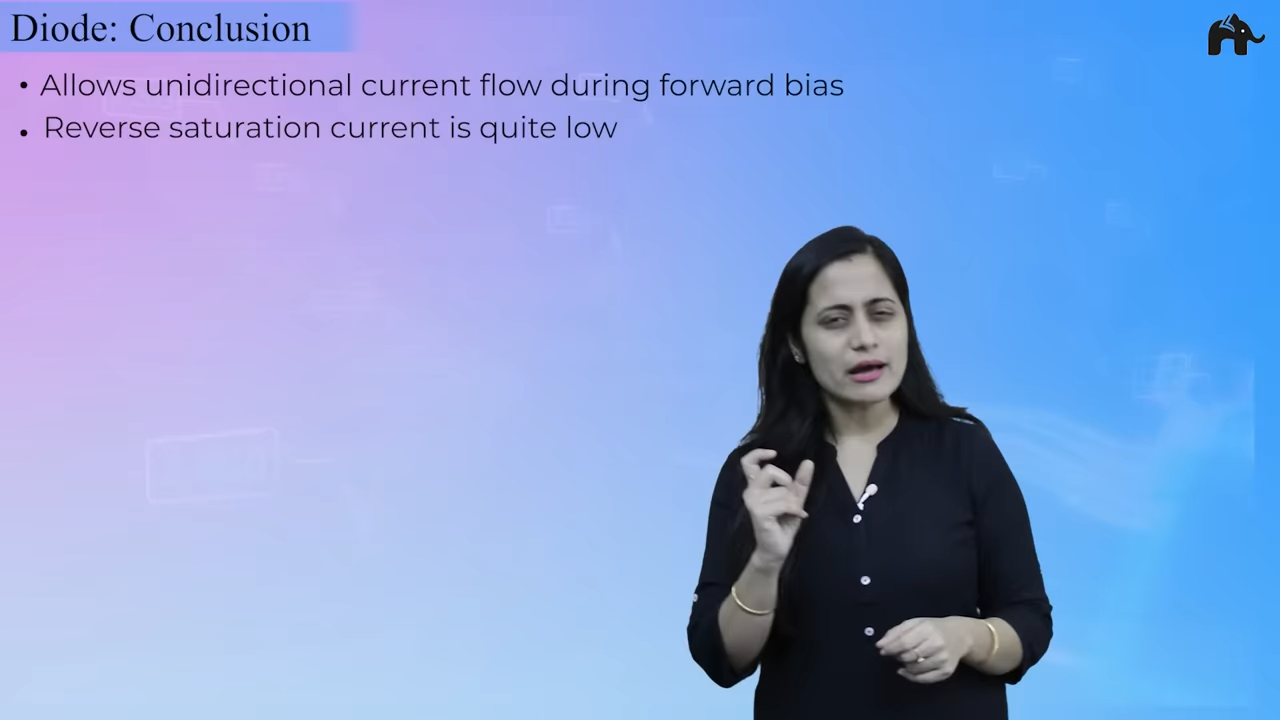 Diode: Conclusion
• Allows unidirectional current flow during forward bias
• Reverse saturation current is quite low